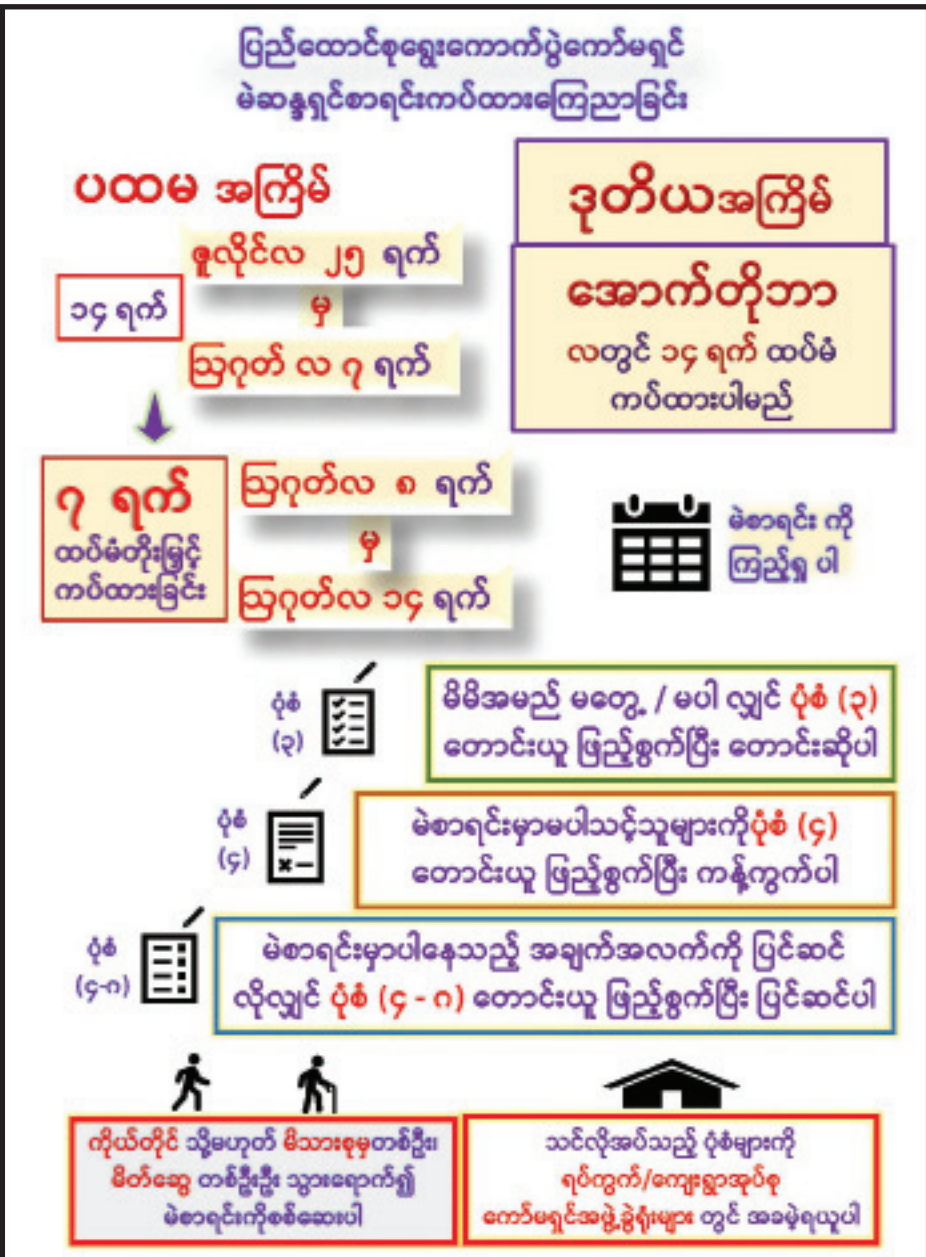 ပြည်ထောင်စုရွေးကောက်ပွဲကော်မရှင်
မဲဆန္ဒရှင်စာရင်းကပ်ထားကြေညာခြင်း
ပထမ အကြိမ်
ဇူလိုင်လ ၂၅ ရက်
၁၄ ရက်
မှ
ဩဂုတ် လ ၇ ရက်
ဒုတိယအကြိမ်
အောက်တိုဘာ
လတွင် ၁၄ ရက် ထပ်မံ
ကပ်ထားပါမည်
၇ ရက်
ထပ်မံတိုးမြှင့်
ကပ်ထားခြင်း
ဩဂုတ်လ ၈ ရက်
မှ
ဩဂုတ်လ ၁၄ ရက်
မဲစာရင်း ကို
ကြည့်ရှု ပါ
ပုံစံ
(၃)
မိမိအမည် မတွေ့ / မပါ လျှင် ပုံစံ (၃)
တောင်းယူ ဖြည့်စွက်ပြီး တောင်းဆိုပါ
ပုံစံ
(၄)
မဲစာရင်းမှာမပါသင့်သူများကိုပုံစံ (၄)
တောင်းယူ ဖြည့်စွက်ပြီး ကန့်ကွက်ပါ
ပုံစံ
(၄-ဂ)
မဲစာရင်းမှာပါနေသည့် အချက်အလက်ကို ပြင်ဆင်
လိုလျှင် ပုံစံ (၄ - ဂ) တောင်းယူ ဖြည့်စွက်ပြီး ပြင်ဆင်ပါ
ကိုယ်တိုင် သို့မဟုတ် မိသားစုမှတစ်ဦး၊
မိတ်ဆွေ တစ်ဦးဦး သွားရောက်၍
မဲစာရင်းကိုစစ်ဆေးပါ
သင်လိုအပ်သည့် ပုံစံများကို
ရပ်ကွက်/ကျေးရွာအုပ်စု
ကော်မရှင်အဖွဲ့ခွဲရုံးများ တွင် အခမဲ့ရယူပါ